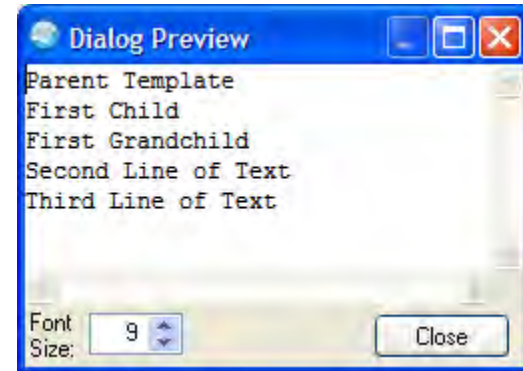 Dialog Preview
Parent Template
First Child
First Grandchild
Second Line of Text
Third Line of Text
Font
Size:
9
Close